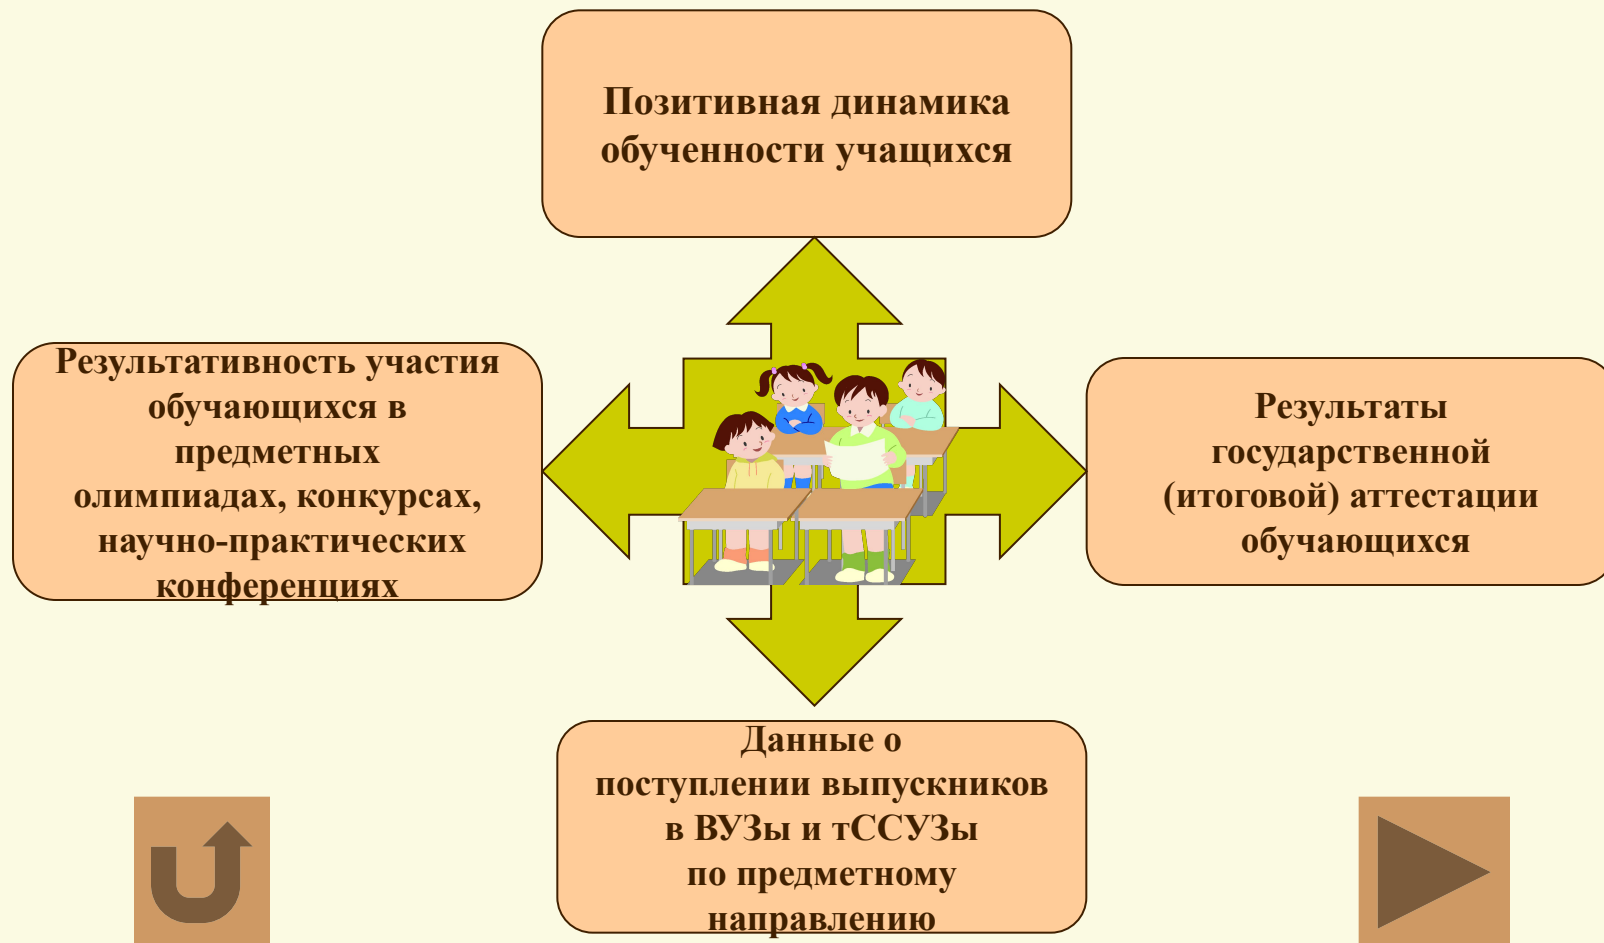 Позитивная динамика
обученности учащихся
Результативность участия
обучающихся в
предметных
олимпиадах, конкурсах,
научно-практических
конференциях
Результаты
государственной
(итоговой) аттестации
обучающихся
Данные о
поступлении выпускников
в ВУЗы и тССУЗы
по предметному
направлению